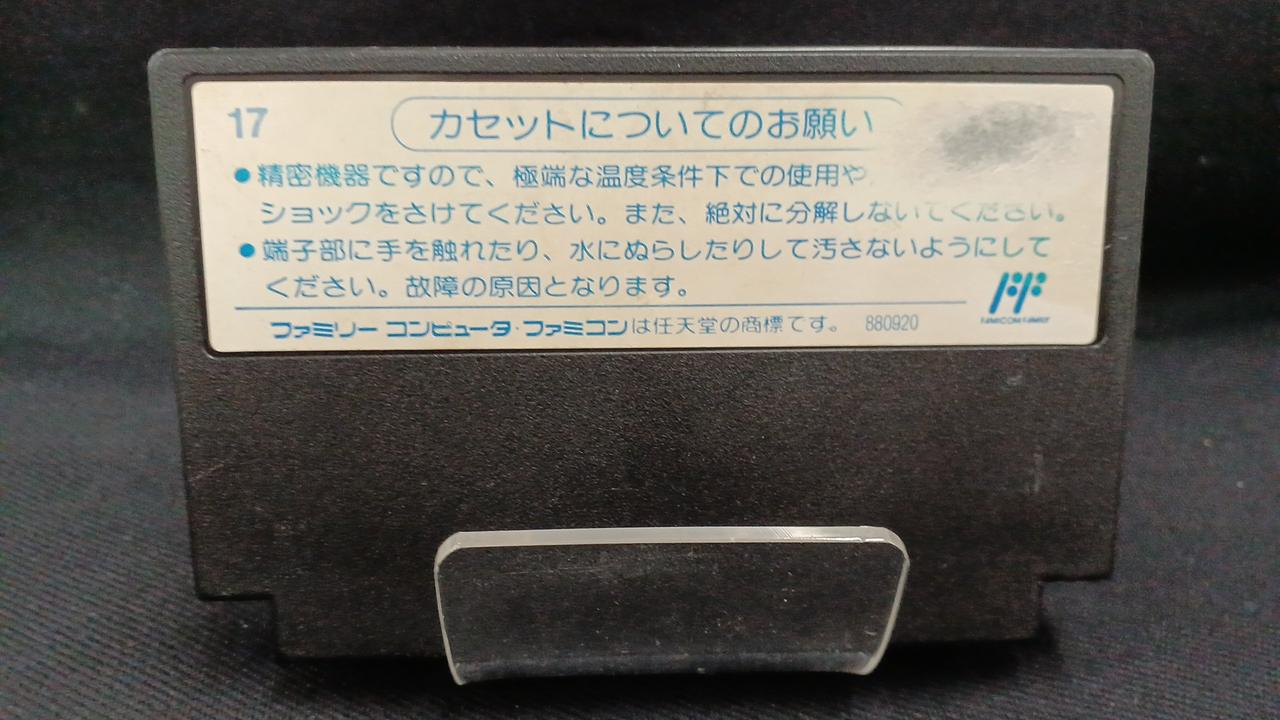 17
カセットについてのお願い
●精密機器ですので、極端な温度条件下での使用や
ショックをさけてください。また、絶対に分解しないでください。
●端子部に手を触れたり、水にぬらしたりして汚さないようにして
ください。故障の原因となります。
FAMICOM FAMILY
ファミリー コンピュータ・ファミコンは任天堂の商標です。 880920